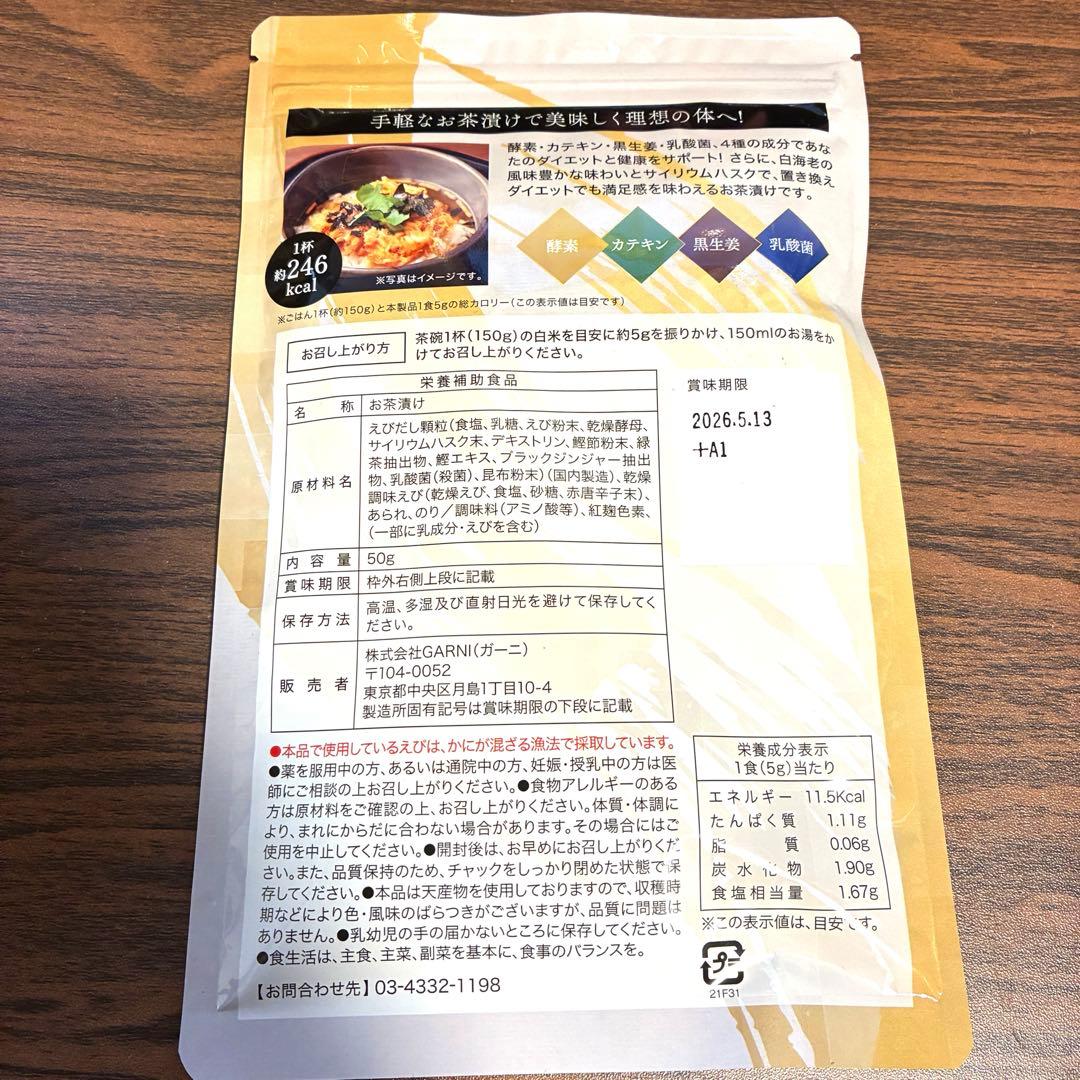 手軽なお茶漬けで美味しく理想の体へ!
酵素・カテキン・黒生姜・乳酸菌、4種の成分であな
たのダイエットと健康をサポート! さらに、白海老の
風味豊かな味わいとサイリウムハスクで、置き換え
ダイエットでも満足感を味わえるお茶漬けです。
酵素 カテキン 黒生姜 乳酸菌
1杯
約246
kcal
※写真はイメージです。
※ごはん1杯(約150g)と本製品1食5gの総カロリー(この表示値は目安です)
お召し上がり方
茶碗1杯(150g)の白米を目安に約5gを振りかけ、150mlのお湯をか
けてお召し上がりください。
栄養補助食品
名称 お茶漬け
原材料名
えびだし顆粒(食塩、乳糖、えび粉末、乾燥酵母、
サイリウムハスク末、デキストリン、鰹節粉末、緑
茶抽出物、鰹エキス、ブラックジンジャー抽出
物、乳酸菌(殺菌)、昆布粉末)(国内製造)、乾燥
調味えび(乾燥えび、食塩、砂糖、赤唐辛子末)、
あられ、のり/調味料(アミノ酸等)、紅麹色素、
(一部に乳成分・えびを含む)
内容量 50g
賞味期限 枠外右側上段に記載
保存方法
高温、多湿及び直射日光を避けて保存してく
ださい。
販売者
株式会社GARNI(ガーニ)
〒104-0052
東京都中央区月島1丁目10-4
製造所固有記号は賞味期限の下段に記載
賞味期限
2026.5.13
+A1
●本品で使用しているえびは、かにが混ざる漁法で採取しています。
●薬を服用中の方、あるいは通院中の方、妊娠・授乳中の方は医
師にご相談の上お召し上がりください。●食物アレルギーのある
方は原材料をご確認の上、お召し上がりください。体質・体調に
より、まれにからだに合わない場合があります。その場合にはご
使用を中止してください。●開封後は、お早めにお召し上がりくだ
さい。また、品質保持のため、チャックをしっかり閉めた状態で保
存してください。●本品は天産物を使用しておりますので、収穫時
期などにより色・風味のばらつきがございますが、品質に問題は
ありません。●乳幼児の手の届かないところに保存してください。
●食生活は、主食、主菜、副菜を基本に、食事のバランスを。
【お問合わせ先】03-4332-1198
栄養成分表示
1食(5g)当たり
エネルギー 11.5Kcal
たんぱく質 1.11g
脂質 0.06g
炭水化物 1.90g
食塩相当量 1.67g
※この表示値は、目安です。
プラ
21F31